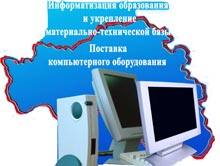 Информатизация образования
и укрепление
материально-технической базы
Поставка
компьютерного оборудования